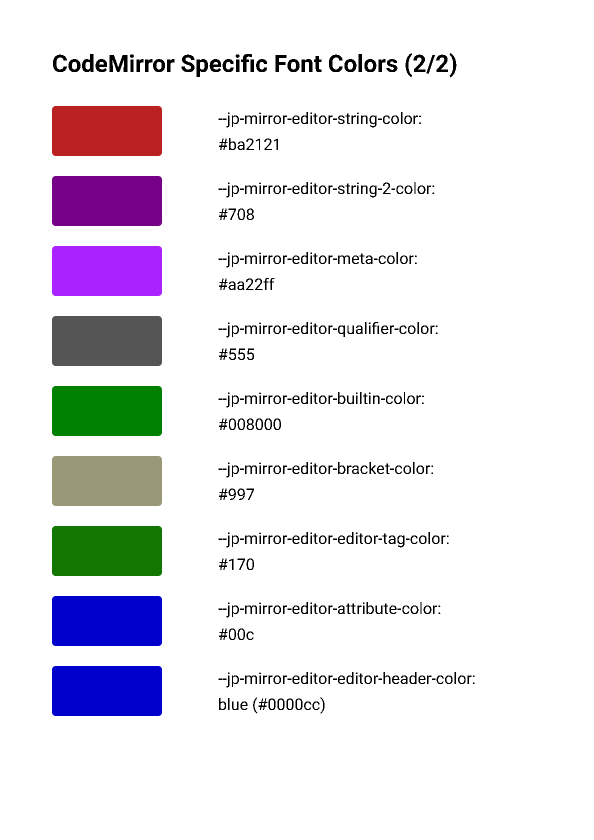 CodeMirror Specific Font Colors (2/2)
--jp-mirror-editor-string-color:
#ba2121
--jp-mirror-editor-string-2-color:
#708
--jp-mirror-editor-meta-color:
#aa22ff
--jp-mirror-editor-qualifier-color:
#555
--jp-mirror-editor-builtin-color:
#008000
--jp-mirror-editor-bracket-color:
#997
--jp-mirror-editor-editor-tag-color:
#170
--jp-mirror-editor-attribute-color:
#00c
--jp-mirror-editor-editor-header-color:
blue (#0000cc)